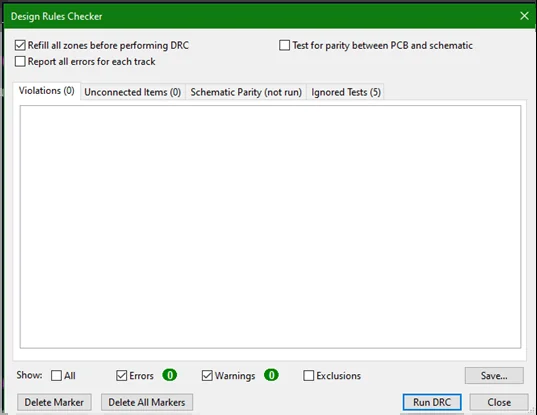 Design Rules Checker
Refill all zones before performing DRC
Test for parity between PCB and schematic
Report all errors for each track
Violations (0) Unconnected Items (0) Schematic Parity (not run) Ignored Tests (5)
Show: All Errors 0 Warnings 0 Exclusions Save...
Delete Marker Delete All Markers Run DRC Close